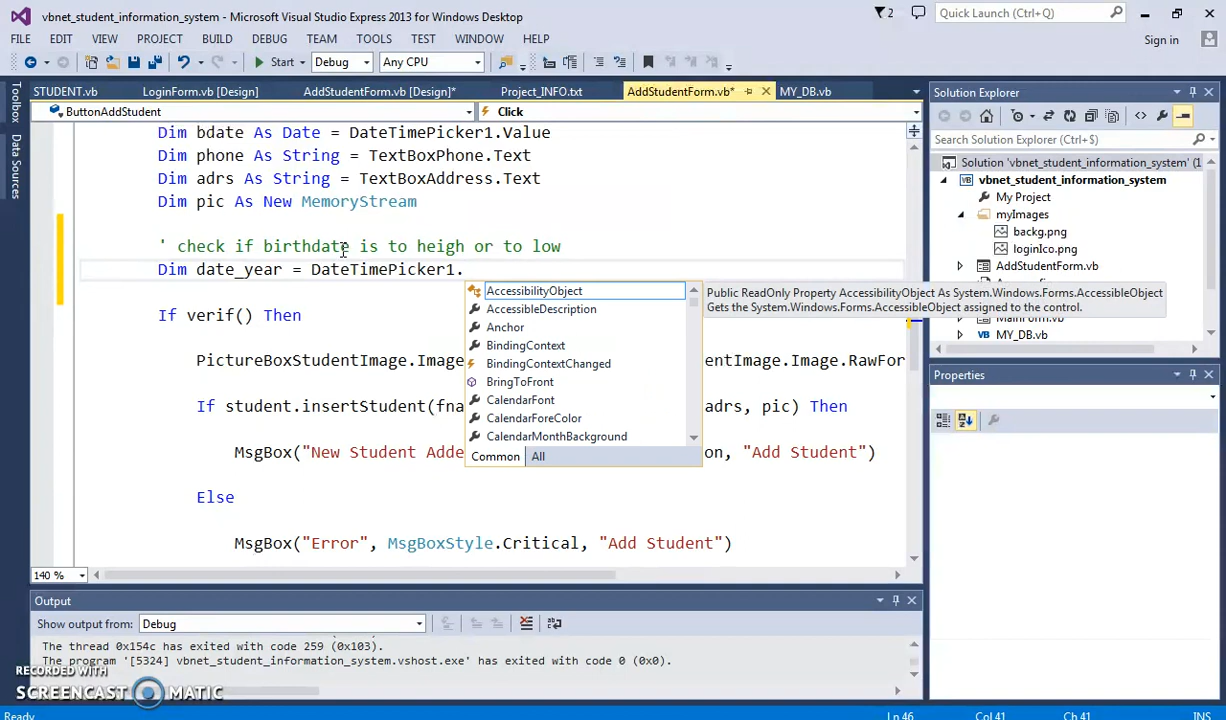 vbnet_student_information_system* - Microsoft Visual Studio Express 2013 for Windows Desktop
2
Quick Launch (Ctrl+Q)
FILE EDIT VIEW PROJECT BUILD DEBUG TEAM TOOLS TEST WINDOW HELP
Sign in
Start Debug Any CPU
STUDENT.vb LoginForm.vb [Design] AddStudentForm.vb [Design]* Project_INFO.txt AddStudentForm.vb* MY_DB.vb
Toolbox
Data Sources
ButtonAddStudent Click
Dim bdate As Date = DateTimePicker1.Value
Dim phone As String = TextBoxPhone.Text
Dim adrs As String = TextBoxAddress.Text
Dim pic As New MemoryStream
' check if birthdate is to heigh or to low
Dim date_year = DateTimePicker1.
If verif() Then
PictureBoxStudentImage.Image
entImage.Image.RawFor
If student.insertStudent(fna
adrs, pic) Then
MsgBox("New Student Adde
on, "Add Student")
Else
MsgBox("Error", MsgBoxStyle.Critical, "Add Student")
AccessibilityObject
AccessibleDescription
Anchor
BindingContext
BindingContextChanged
BringToFront
CalendarFont
CalendarForeColor
CalendarMonthBackground
Common All
Public ReadOnly Property AccessibilityObject As System.Windows.Forms.AccessibleObject
Gets the System.Windows.Forms.AccessibleObject assigned to the control.
140 %
Solution Explorer
Search Solution Explorer (Ctrl+;)
Solution 'vbnet_student_information_system' (1
vbnet_student_information_system
My Project
myImages
backg.png
loginIco.png
AddStudentForm.vb
MY_DB.vb
Properties
Output
Show output from: Debug
The thread 0x154c has exited with code 259 (0x103).
The program '[5324] vbnet_student_information_system.vshost.exe' has exited with code 0 (0x0).
RECORDED WITH
SCREENCAST MATIC
Ready
Ln 46 Col 41 Ch 41 INS